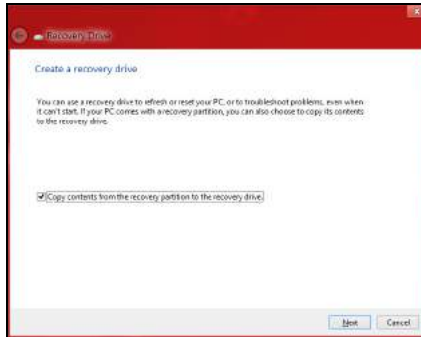 Recovery Drive
Create a recovery drive
You can use a recovery drive to refresh or reset your PC, or to troubleshoot problems, even when
it can't start. If your PC comes with a recovery partition, you can also choose to copy its contents
to the recovery drive.
Copy contents from the recovery partition to the recovery drive.
Next Cancel